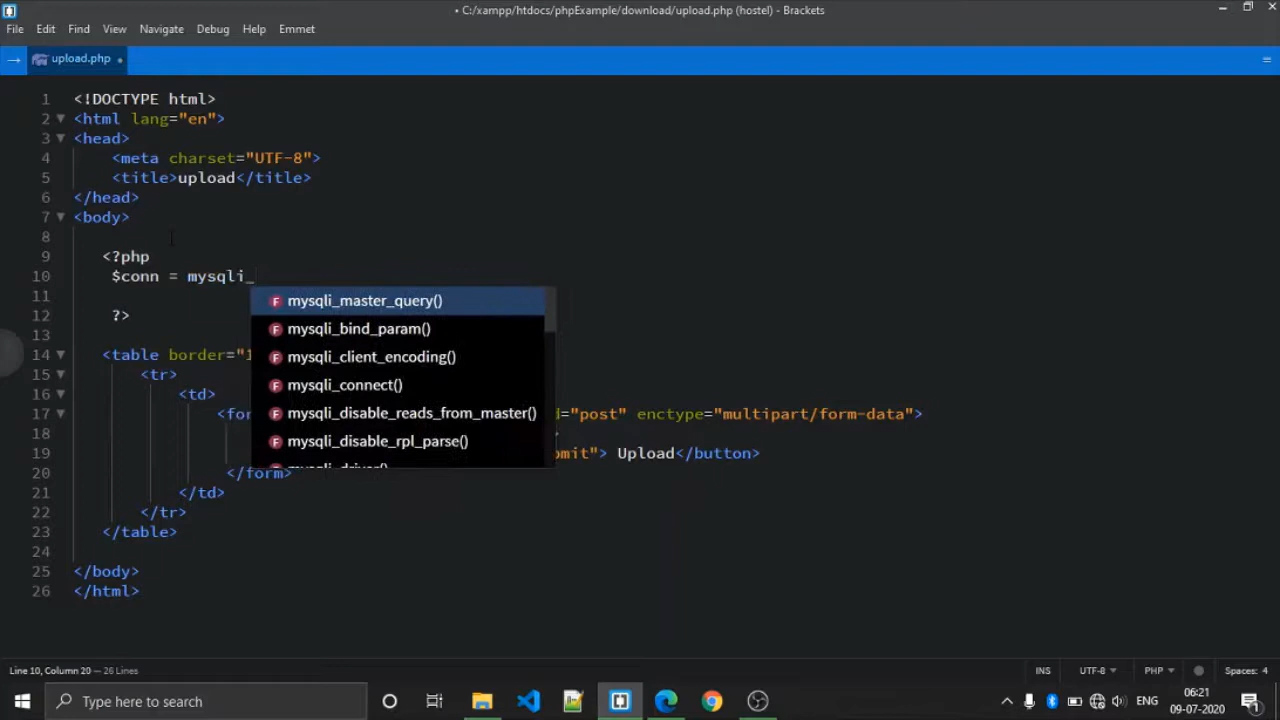 • C:/xampp/htdocs/phpExample/download/upload.php (hostel) - Brackets
File Edit Find View Navigate Debug Help Emmet
upload.php •
1 <!DOCTYPE html>
2 <html lang="en">
3 <head>
4 <meta charset="UTF-8">
5 <title>upload</title>
6 </head>
7 <body>
8
9 <?php
10 $conn = mysqli_
11
12 ?>
13
14 <table border="1
15 <tr>
16 <td>
17 <for d="post" enctype="multipart/form-data">
18
19 omit"> Upload</button>
20 </form>
21 </td>
22 </tr>
23 </table>
24
25 </body>
26 </html>
F mysqli_master_query()
F mysqli_bind_param()
F mysqli_client_encoding()
F mysqli_connect()
F mysqli_disable_reads_from_master()
F mysqli_disable_rpl_parse()
Line 10, Column 20 — 26 Lines
INS UTF-8 PHP Spaces: 4
Type here to search
ENG
06:21
09-07-2020
1